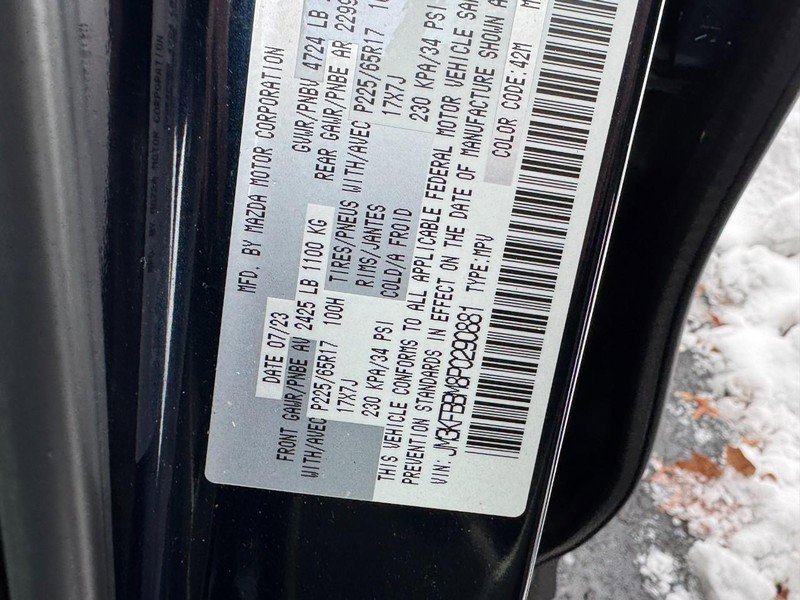 MFD. BY MAZDA MOTOR CORPORATION
DATE 07/23 GVWR/PNBV 4724 LB
FRONT GAWR/PNBE AV 2425 LB 1100 KG REAR GAWR/PNBE AR 2299
WITH/AVEC P225/65R17 100H TIRES/PNEUS WITH/AVEC P225/65R17
17X7J RIMS/JANTES 17X7J
230 KPA/34 PSI COLD/A FROID 230 KPA/34 PSI
THIS VEHICLE CONFORMS TO ALL APPLICABLE FEDERAL MOTOR VEHICLE
PREVENTION STANDARDS IN EFFECT ON THE DATE OF MANUFACTURE SHOWN
VIN: JM3KFBBM8P0290881 TYPE: MPV COLOR CODE: 42M